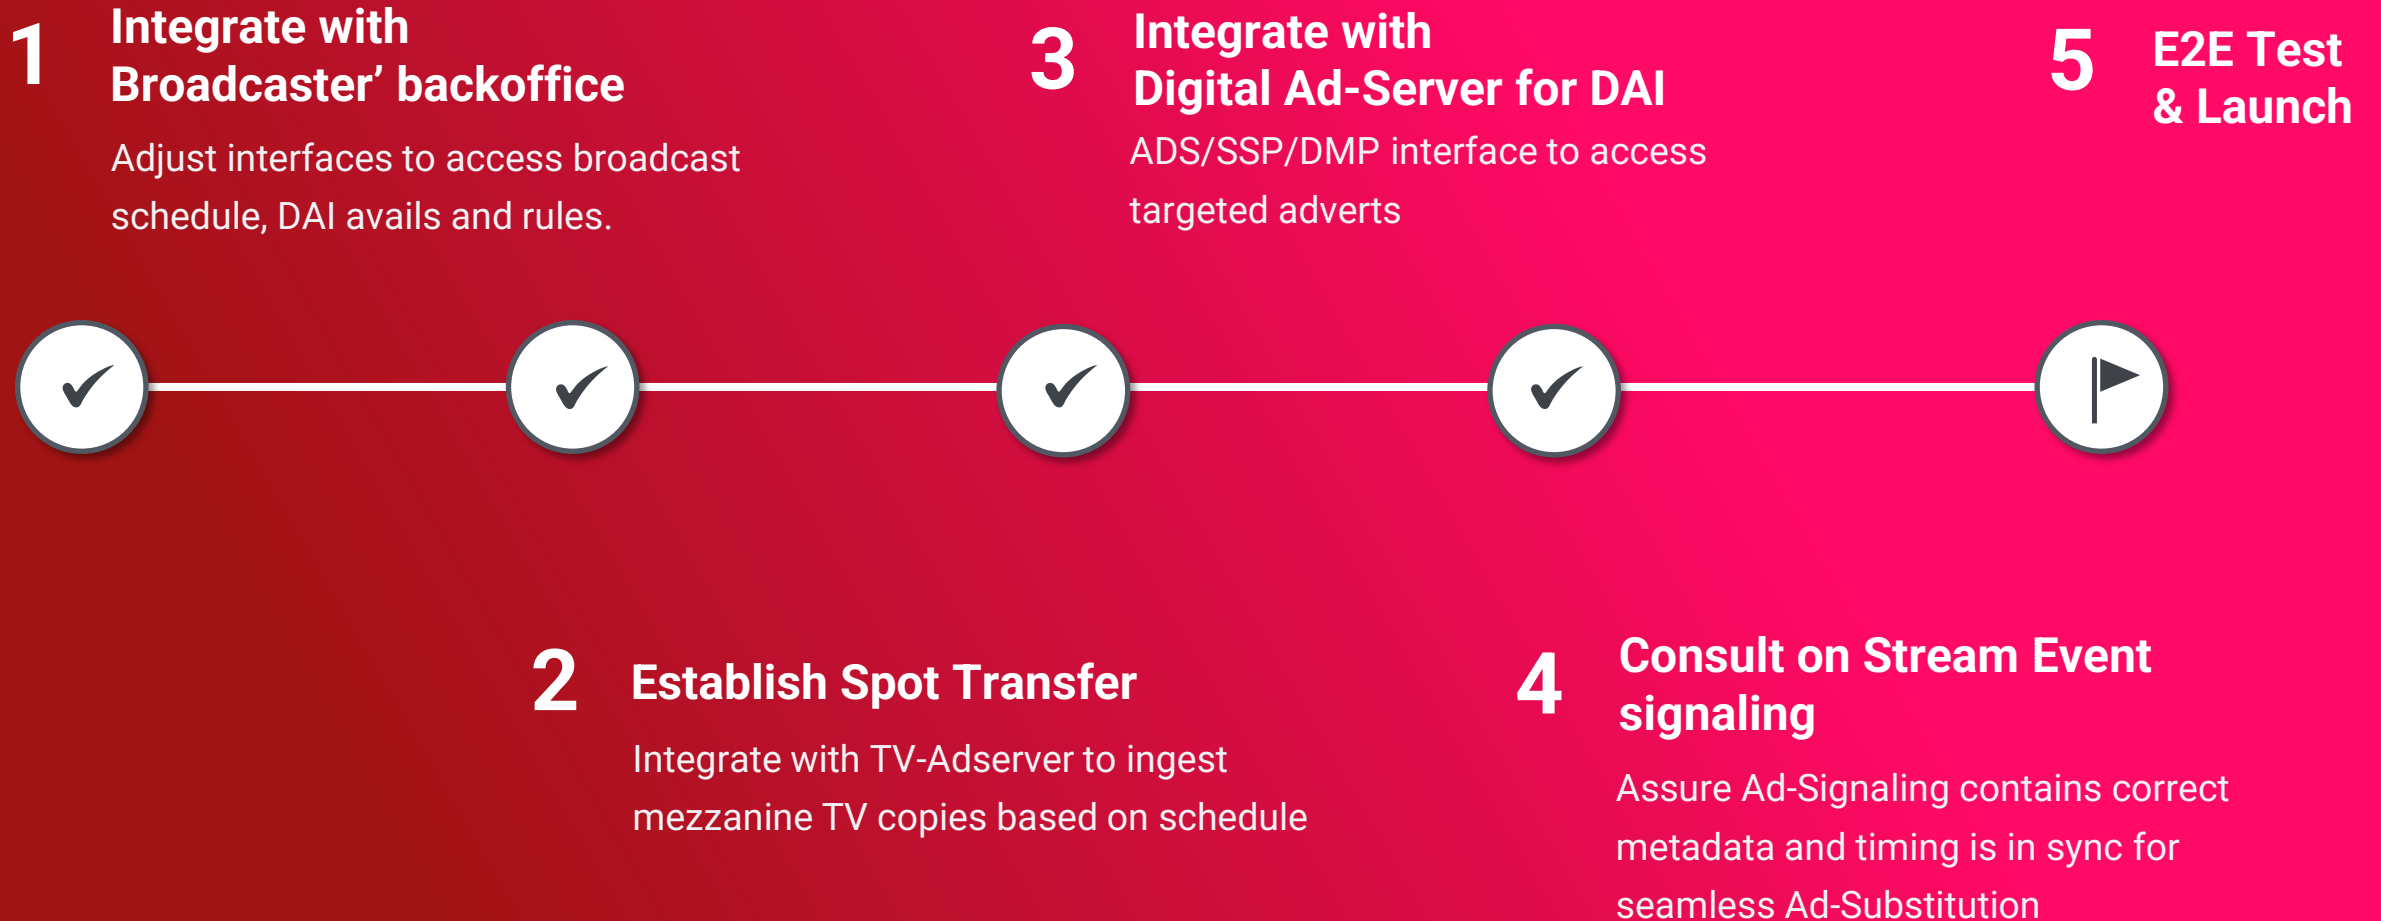 1
Integrate with
Broadcaster’ backoffice
Adjust interfaces to access broadcast
schedule, DAI avails and rules.
2
Establish Spot Transfer
Integrate with TV-Adserver to ingest
mezzanine TV copies based on schedule
3
Integrate with
Digital Ad-Server for DAI
ADS/SSP/DMP interface to access
targeted adverts
4
Consult on Stream Event
signaling
Assure Ad-Signaling contains correct
metadata and timing is in sync for
seamless Ad-Substitution
5
E2E Test
& Launch